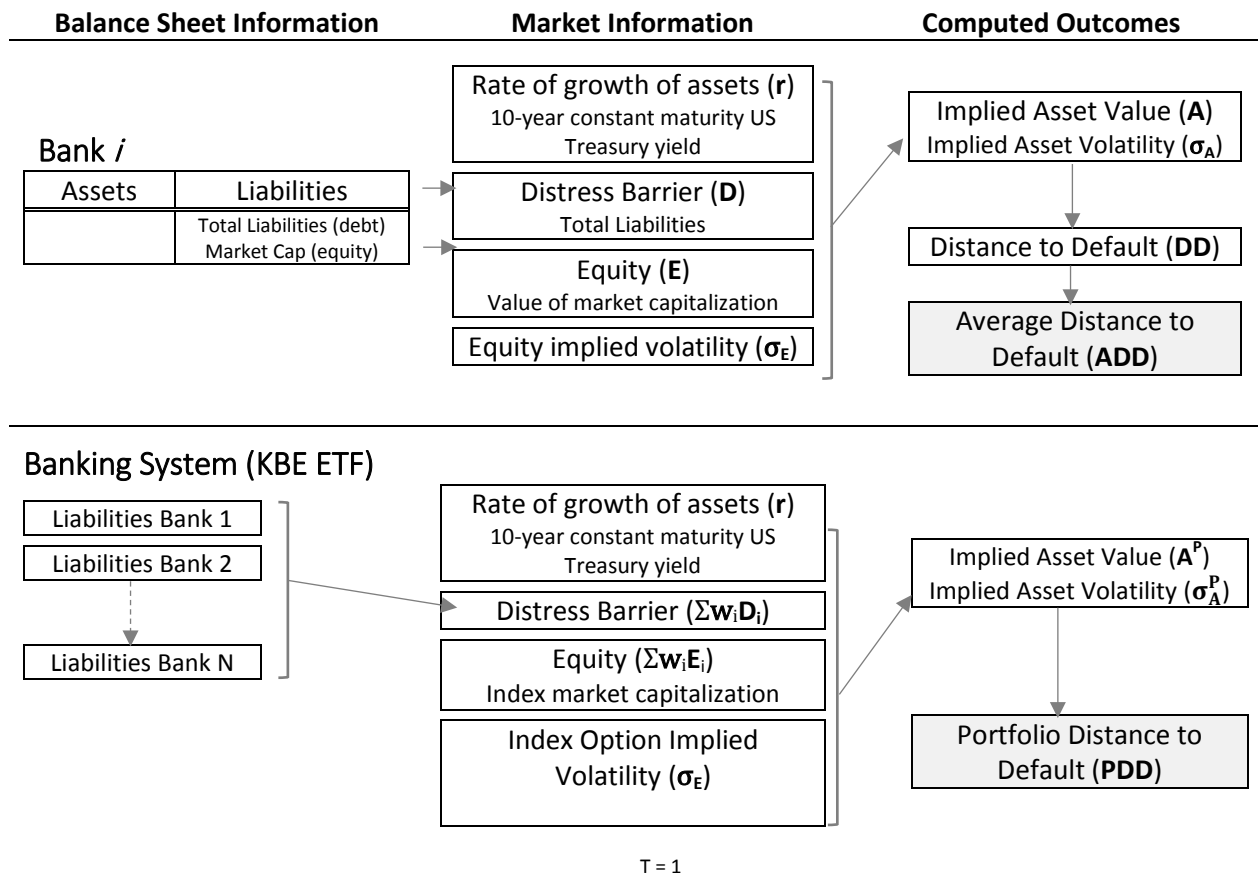 Balance Sheet Information
Market Information
Computed Outcomes
Bank i
Assets
Liabilities
Total Liabilities (debt)
Market Cap (equity)
Rate of growth of assets (r)
10-year constant maturity US
Treasury yield
Distress Barrier (D)
Total Liabilities
Equity (E)
Value of market capitalization
Equity implied volatility (σE)
Implied Asset Value (A)
Implied Asset Volatility (σA)
Distance to Default (DD)
Average Distance to
Default (ADD)
Banking System (KBE ETF)
Liabilities Bank 1
Liabilities Bank 2
Liabilities Bank N
Rate of growth of assets (r)
10-year constant maturity US
Treasury yield
Distress Barrier (ΣwiDi)
Equity (ΣwiEi)
Index market capitalization
Index Option Implied
Volatility (σE)
Implied Asset Value (A^P)
Implied Asset Volatility (σA^P)
Portfolio Distance to
Default (PDD)
T = 1